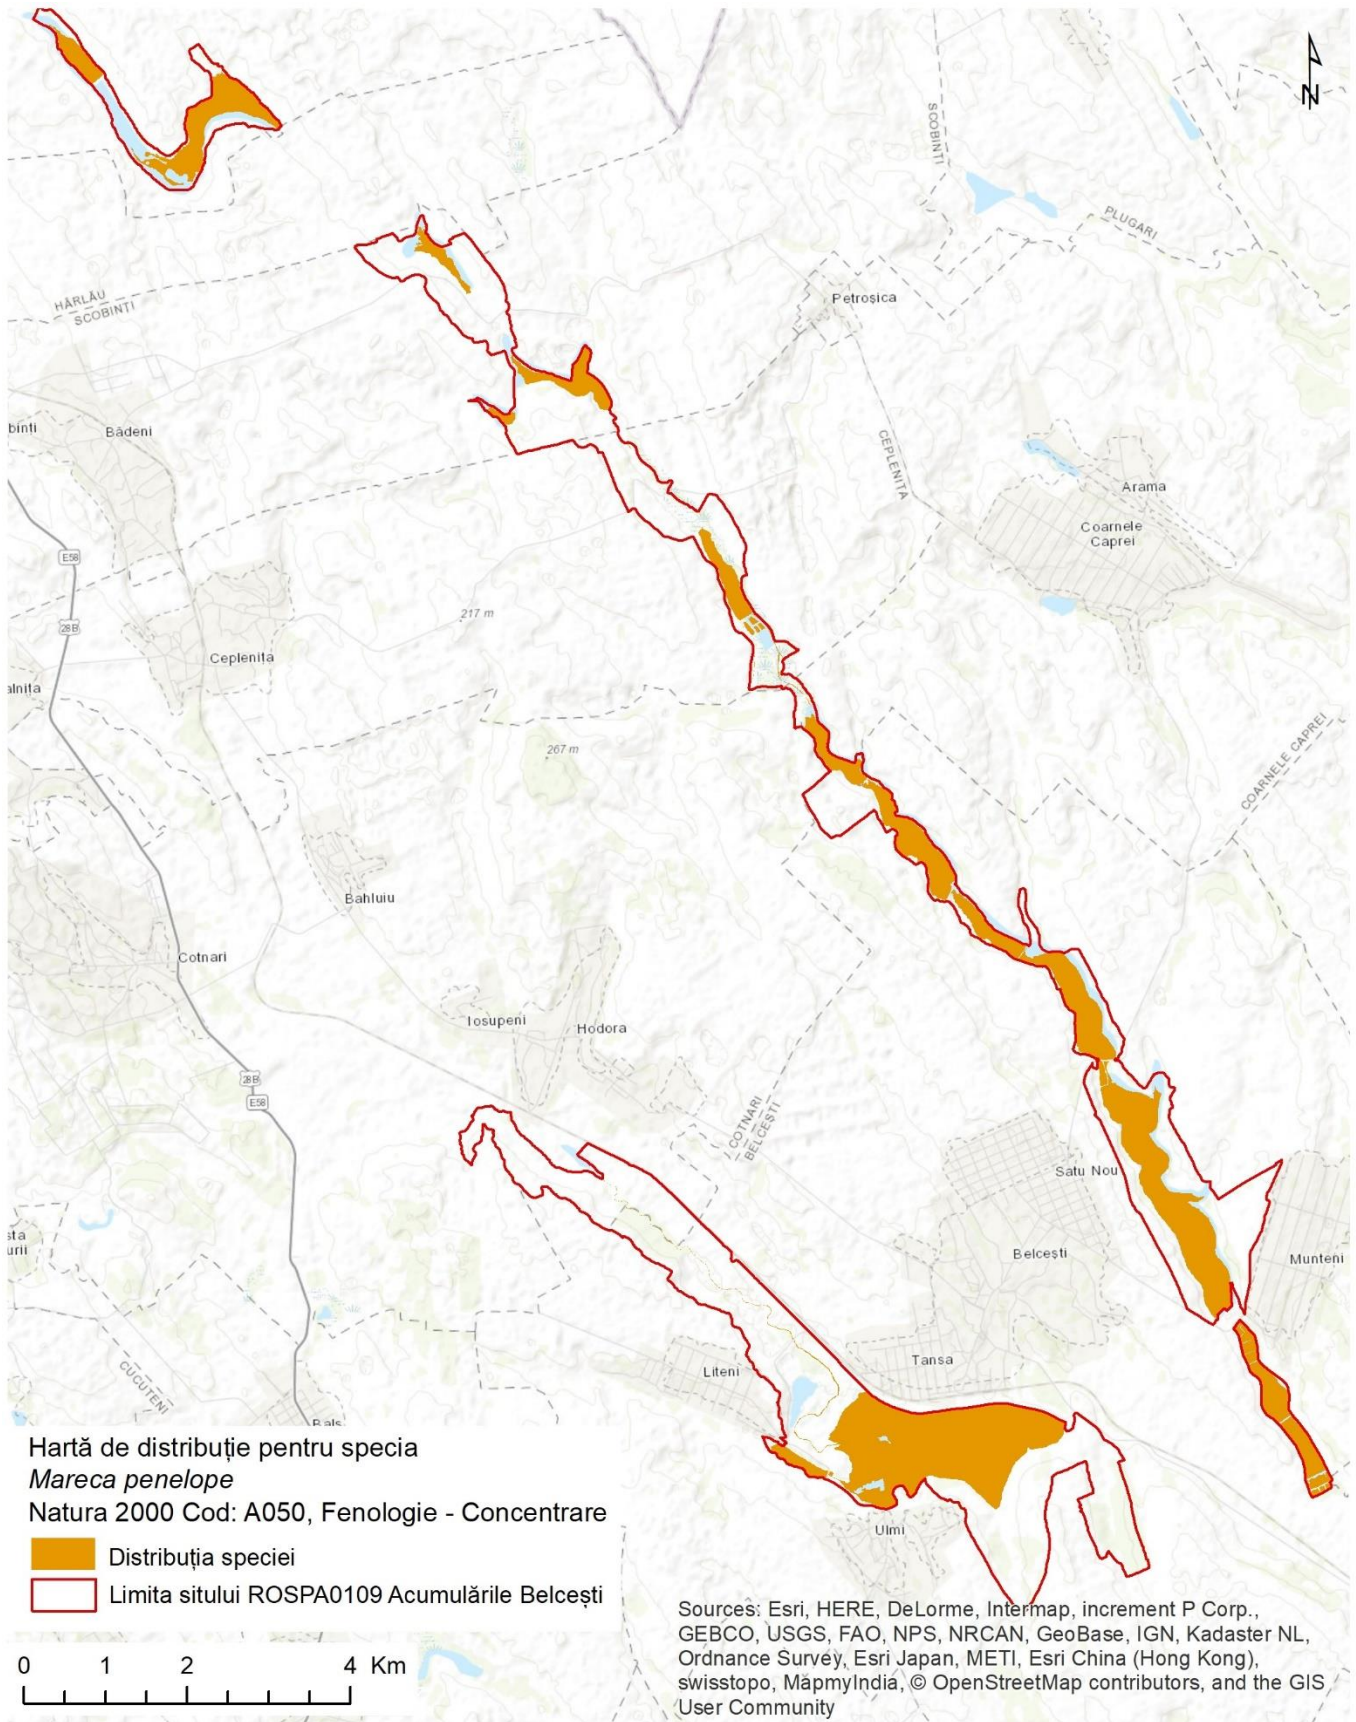 N
SCOBINȚI
PLUGARI
HÂRLĂU
SCOBINȚI
Petroșica
binți
Bădeni
CEPLENIȚA
Arama
Coarnele
Caprei
E58
28B
217 m
Ceplenița
alnița
267 m
COARNELE CAPREI
Bahluiu
Cotnari
Iosupeni
Hodora
28B
E58
COTNARI
BELCEȘTI
Satu Nou
sta
urii
Belcești
Munteni
Tansa
Liteni
CUCUTENI
Ulmi
Hartă de distribuție pentru specia
Mareca penelope
Natura 2000 Cod: A050, Fenologie - Concentrare
Distribuția speciei
Limita sitului ROSPA0109 Acumulările Belcești
0 1 2 4 Km
Sources: Esri, HERE, DeLorme, Intermap, increment P Corp.,
GEBCO, USGS, FAO, NPS, NRCAN, GeoBase, IGN, Kadaster NL,
Ordnance Survey, Esri Japan, METI, Esri China (Hong Kong),
swisstopo, MapmyIndia, © OpenStreetMap contributors, and the GIS
User Community